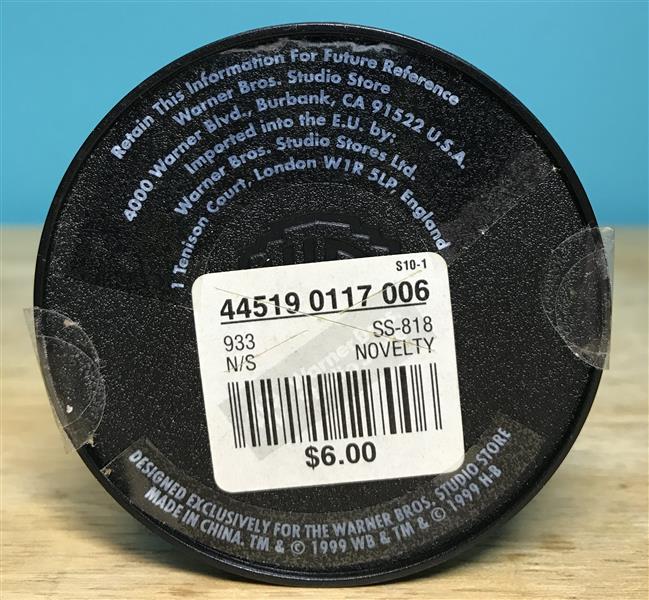 Retain This Information For Future Reference
Warner Bros. Studio Store
4000 Warner Blvd., Burbank, CA 91522 U.S.A.
Imported into the E.U. by:
Warner Bros. Studio Stores Ltd.
1 Tenison Court, London W1R 5LP, England
S10-1
44519 0117 006
933 SS-818
N/S NOVELTY
$6.00
DESIGNED EXCLUSIVELY FOR THE WARNER BROS. STUDIO STORE
MADE IN CHINA. TM & © 1999 WB & TM & © 1999 H-B